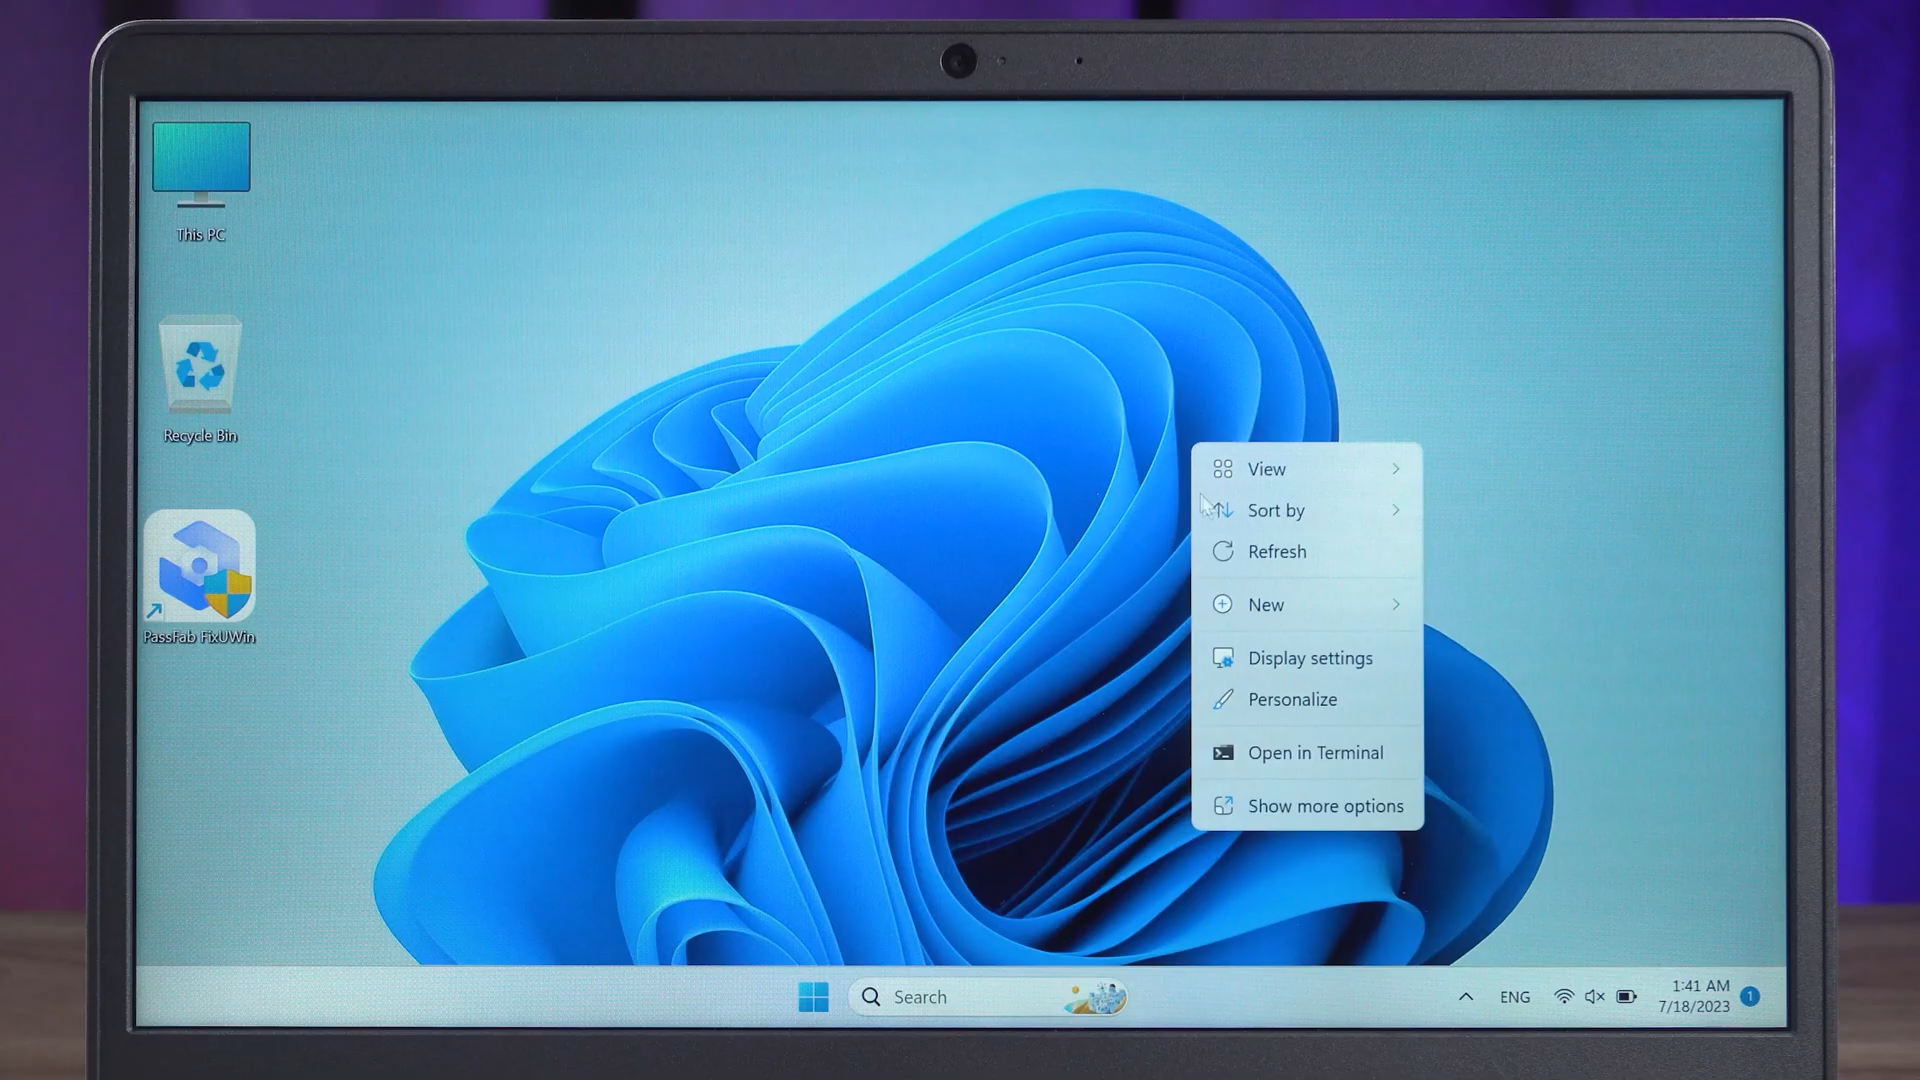 This PC
Recycle Bin
PassFab FixUWin
View
Sort by
Refresh
New
Display settings
Personalize
Open in Terminal
Show more options
Search
ENG
1:41 AM
7/18/2023
1